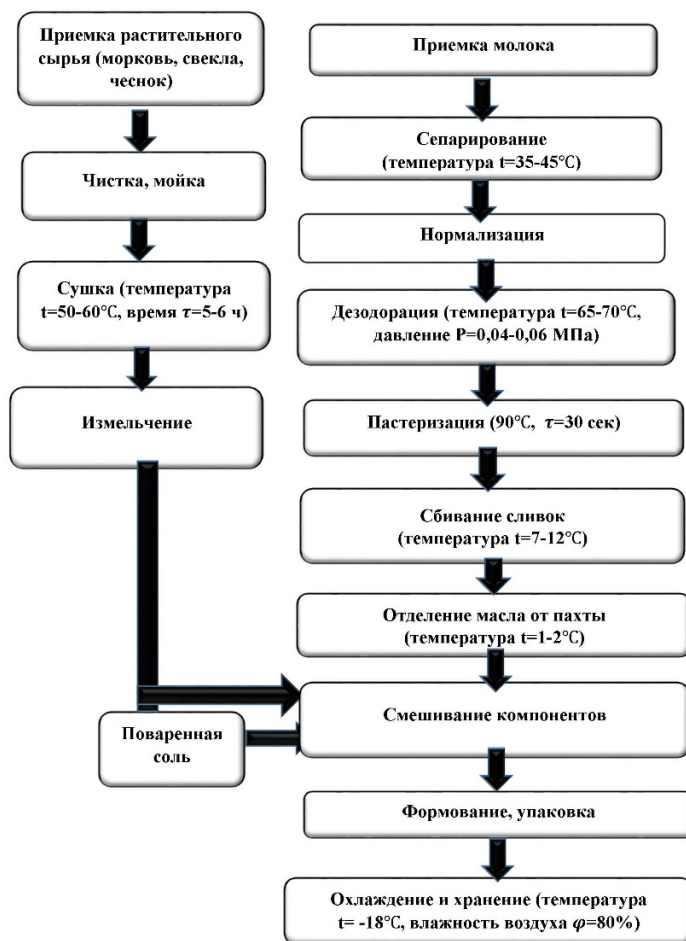 Приемка растительного
сырья (морковь, свекла,
чеснок)
Чистка, мойка
Сушка (температура
t=50-60℃, время τ=5-6 ч)
Измельчение
Поваренная
соль
Приемка молока
Сепарирование
(температура t=35-45℃)
Нормализация
Дезодорация (температура t=65-70℃,
давление P=0,04-0,06 МПа)
Пастеризация (90℃, τ=30 сек)
Сбивание сливок
(температура t=7-12℃)
Отделение масла от пахты
(температура t=1-2℃)
Смешивание компонентов
Формование, упаковка
Охлаждение и хранение (температура
t= -18℃, влажность воздуха φ=80%)